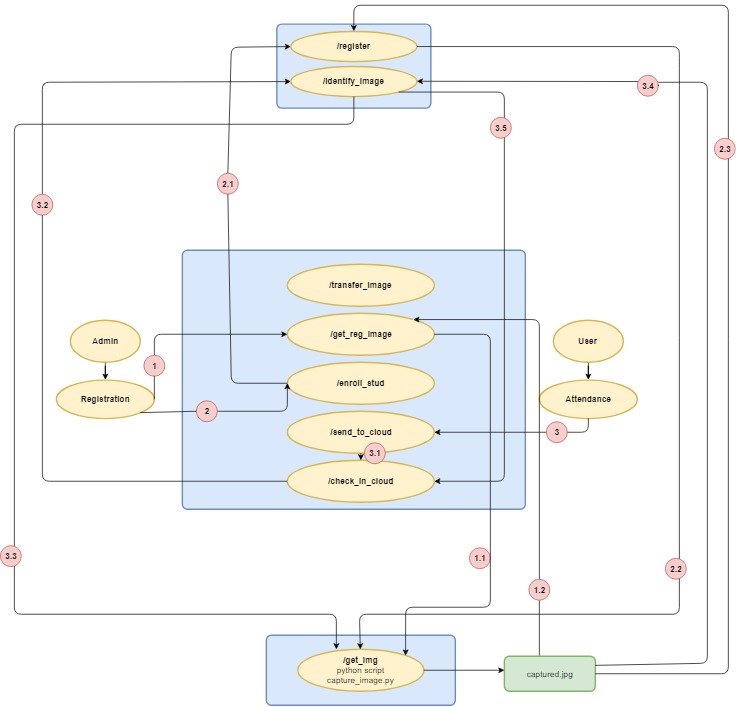 /register
/identify_image
3.4
3.5
2.3
2.1
3.2
/transfer_image
/get_reg_image
Admin
User
1
/enroll_stud
Registration
Attendance
2
/send_to_cloud
3
3.1
/check_in_cloud
3.3
1.1
2.2
1.2
/get_img
python script
capture_image.py
captured.jpg